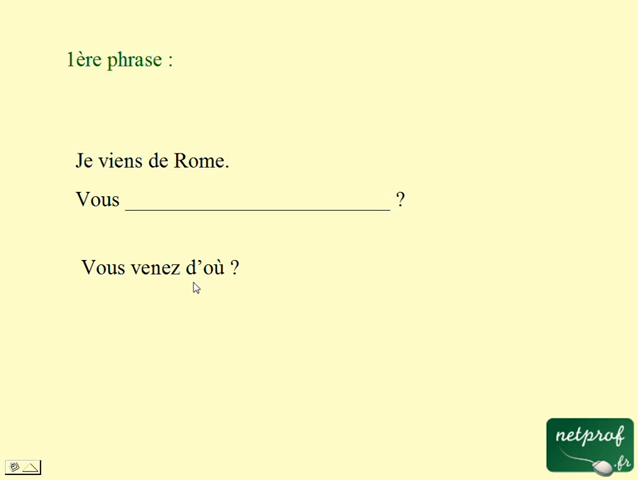 1ère phrase :
Je viens de Rome.
Vous _________________________ ?
Vous venez d’où ?
netprof
.fr